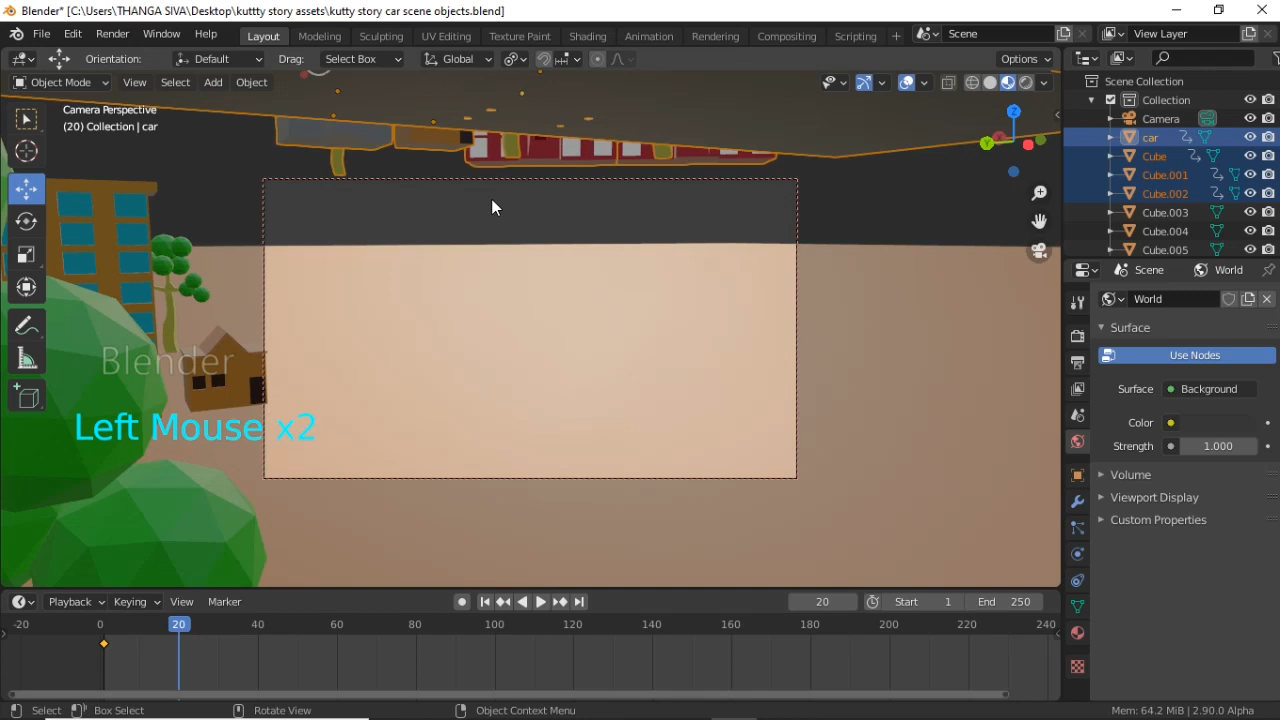 Blender* [C:\Users\THANGA SIVA\Desktop\kuttty story assets\kutty story car scene objects.blend]
File Edit Render Window Help Layout Modeling Sculpting UV Editing Texture Paint Shading Animation Rendering Compositing Scripting + Scene View Layer
Orientation: Default Drag: Select Box Global Options
Object Mode View Select Add Object
Camera Perspective
(20) Collection | car
Scene Collection
Collection
Camera
car
Cube
Cube.001
Cube.002
Cube.003
Cube.004
Cube.005
Scene World
World
Surface
Use Nodes
Surface Background
Color
Strength 1.000
Volume
Viewport Display
Custom Properties
X
Y
Z
Blender
Left Mouse x2
Playback Keying View Marker 20 Start 1 End 250
-20 0 20 40 60 80 100 120 140 160 180 200 220 240
Select Box Select Rotate View Object Context Menu Mem: 64.2 MiB | 2.90.0 Alpha